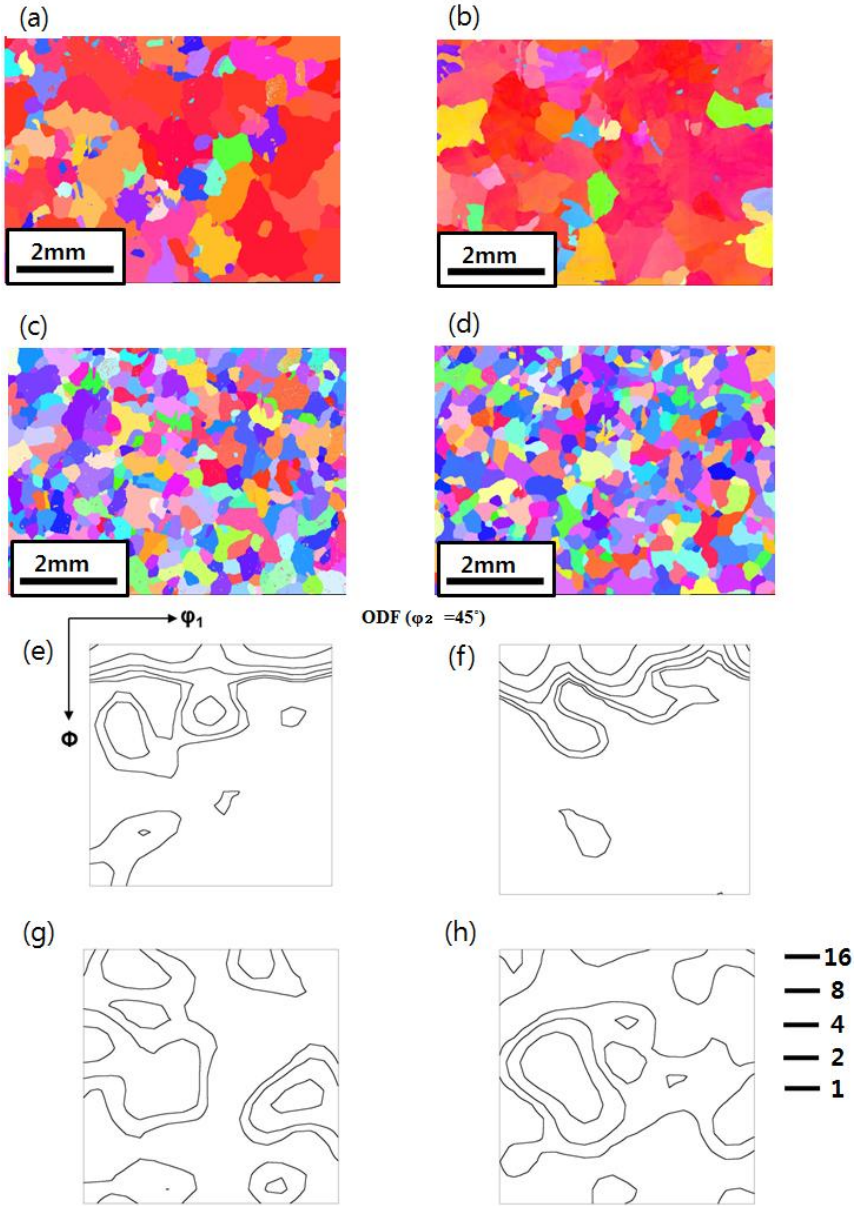 (a)
(b)
2mm
2mm
(c)
(d)
2mm
2mm
φ₁
ODF (φ₂ =45˚)
(e)
(f)
Φ
(g)
(h)
16
8
4
2
1